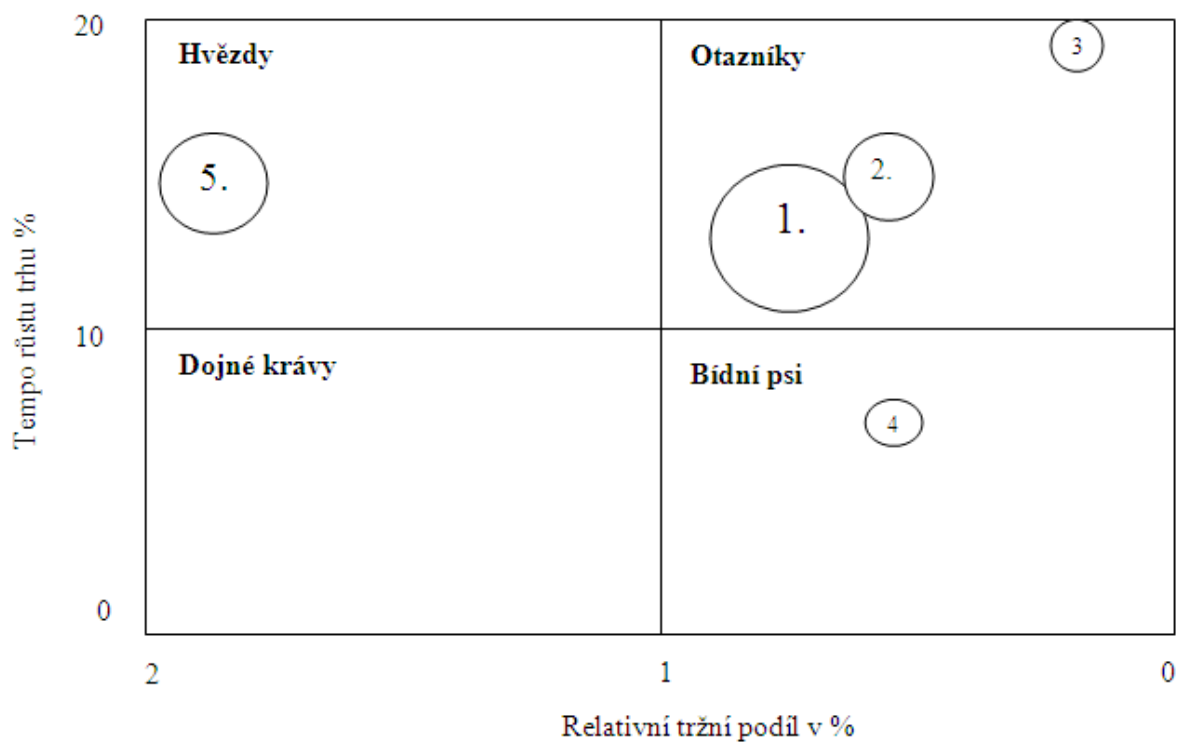 20
Hvězdy
Otazníky
3
5.
2.
1.
Tempo růstu trhu %
10
Dojné krávy
Bídní psi
4
0
2
1
0
Relativní tržní podíl v %